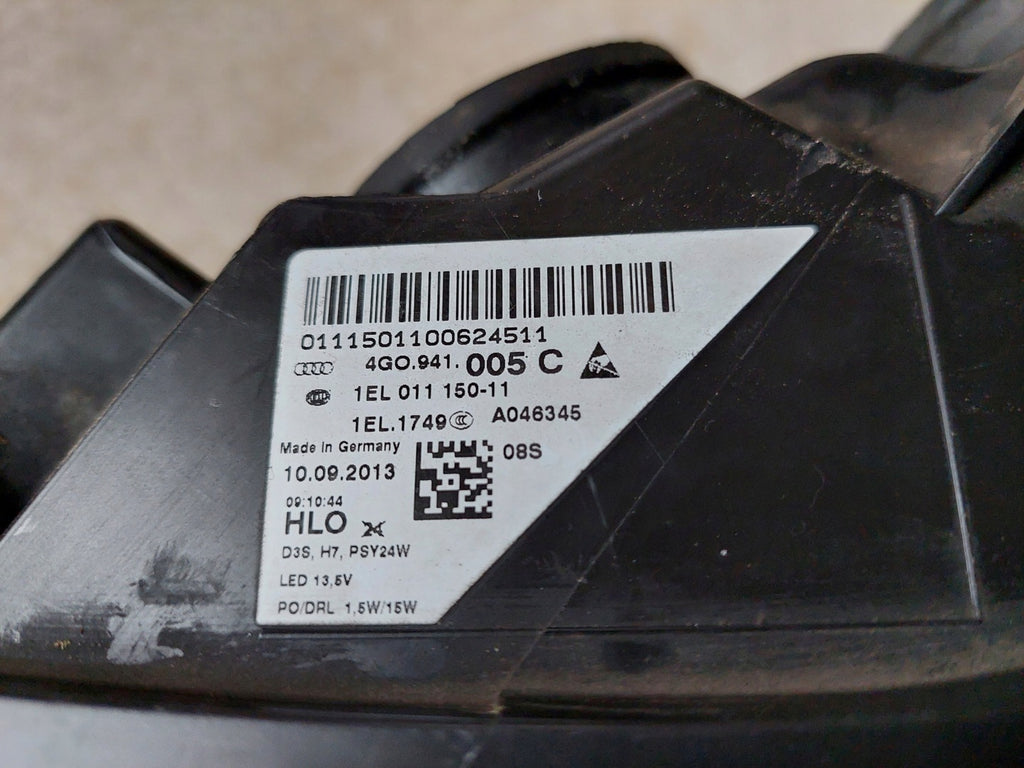 0111501100624511
4G0.941.005 C
1EL 011 150-11
1EL.1749 A046345
Made in Germany
08S
10.09.2013
09:10:44
HLO
D3S, H7, PSY24W
LED 13,5V
PO/DRL 1,5W/15W